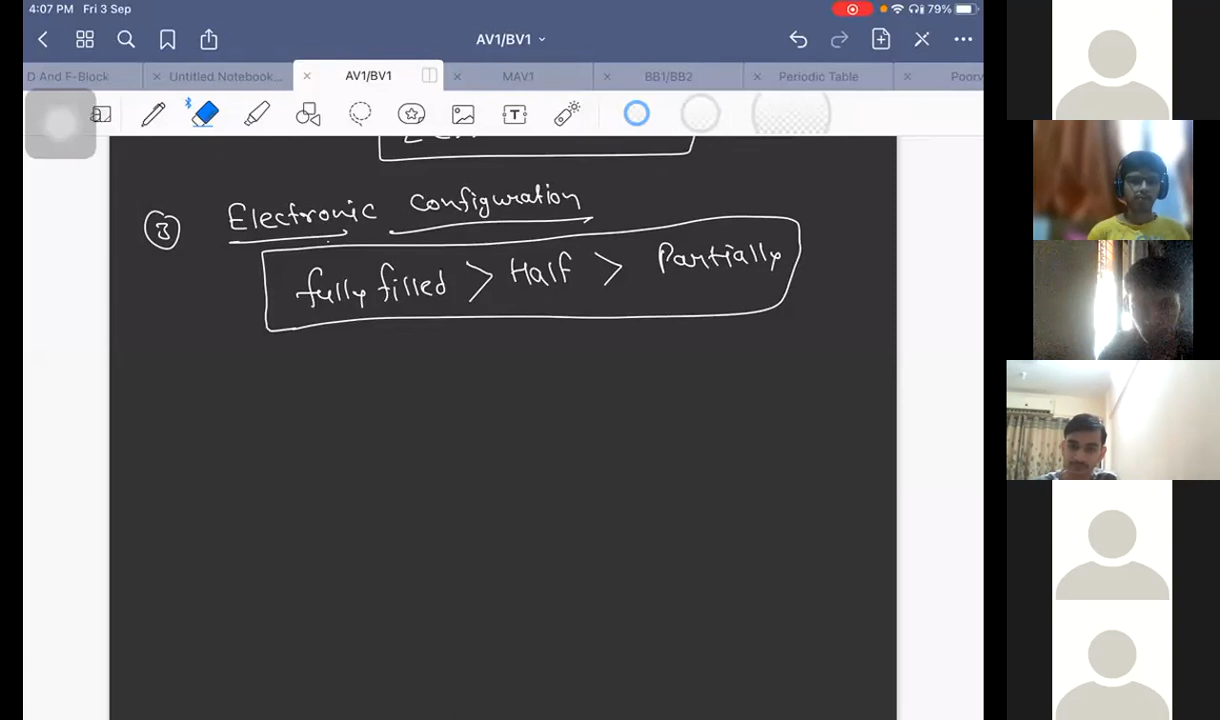 4:07 PM Fri 3 Sep 79%
AV1/BV1
D And F-Block Untitled Notebook... AV1/BV1 MAV1 BB1/BB2 Periodic Table Poorv
T
3 Electronic configuration
fully filled > Half > Partially